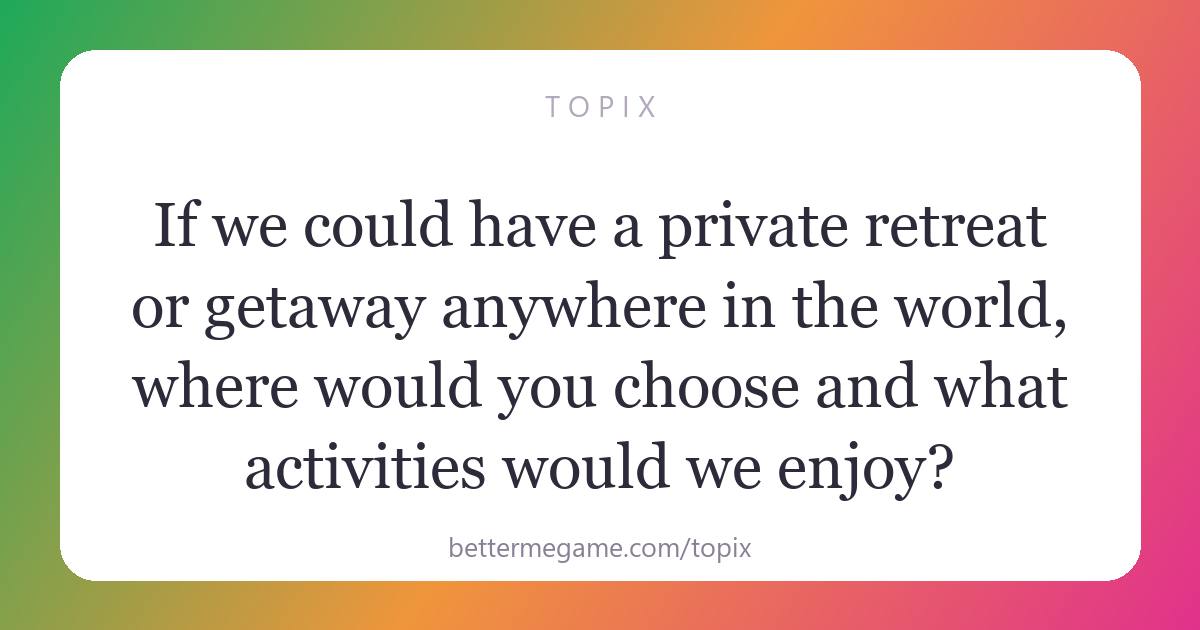 TOPIX
If we could have a private retreat
or getaway anywhere in the world,
where would you choose and what
activities would we enjoy?
bettermegame.com/topix